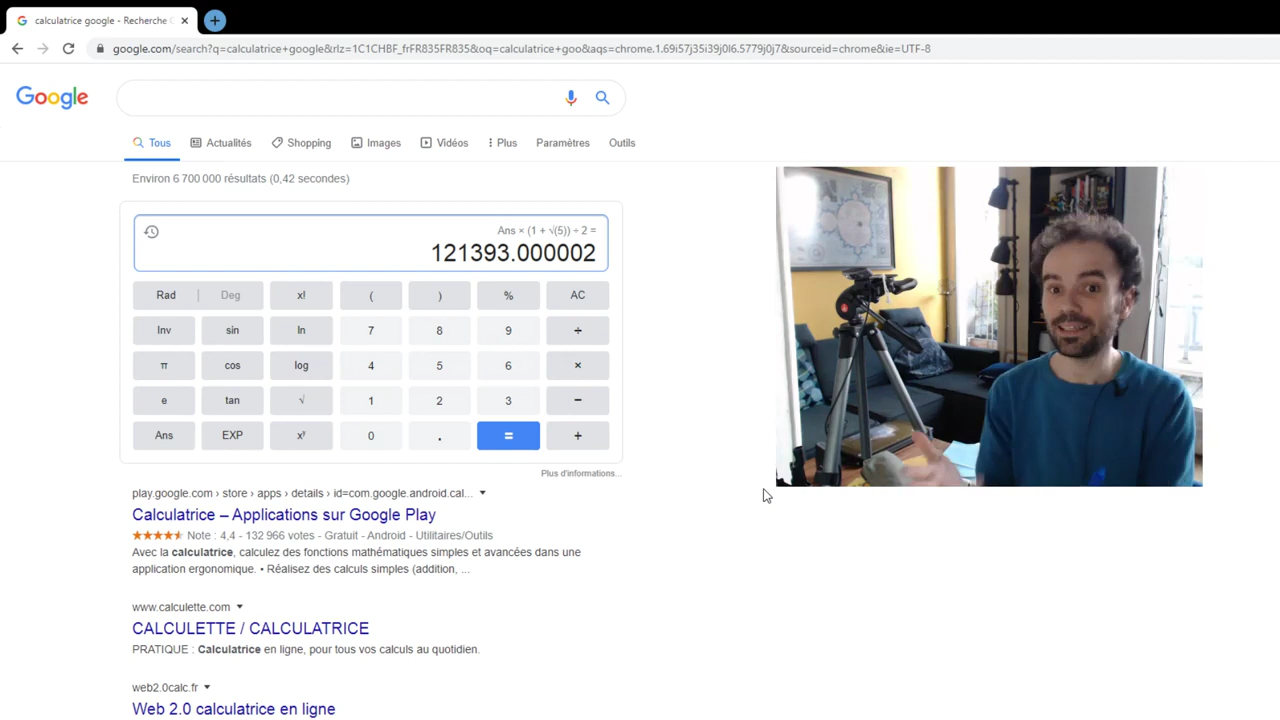 calculatrice google - Recherche
google.com/search?q=calculatrice+google&rlz=1C1CHBF_frFR835FR835&oq=calculatrice+goo&aqs=chrome.1.69i57j35i39j0l6.5779j0j7&sourceid=chrome&ie=UTF-8
Google
Tous Actualités Shopping Images Vidéos Plus Paramètres Outils
Environ 6 700 000 résultats (0,42 secondes)
Ans × (1 + √(5)) ÷ 2 =
121393.000002
Rad Deg x! ( ) % AC
Inv sin ln 7 8 9 ÷
π cos log 4 5 6 ×
e tan √ 1 2 3 −
Ans EXP xʸ 0 . = +
Plus d'informations...
play.google.com › store › apps › details › id=com.google.android.cal...
Calculatrice – Applications sur Google Play
Note : 4,4 - 132 966 votes - Gratuit - Android - Utilitaires/Outils
Avec la calculatrice, calculez des fonctions mathématiques simples et avancées dans une
application ergonomique. • Réalisez des calculs simples (addition, ...
www.calculette.com
CALCULETTE / CALCULATRICE
PRATIQUE : Calculatrice en ligne, pour tous vos calculs au quotidien.
web2.0calc.fr
Web 2.0 calculatrice en ligne